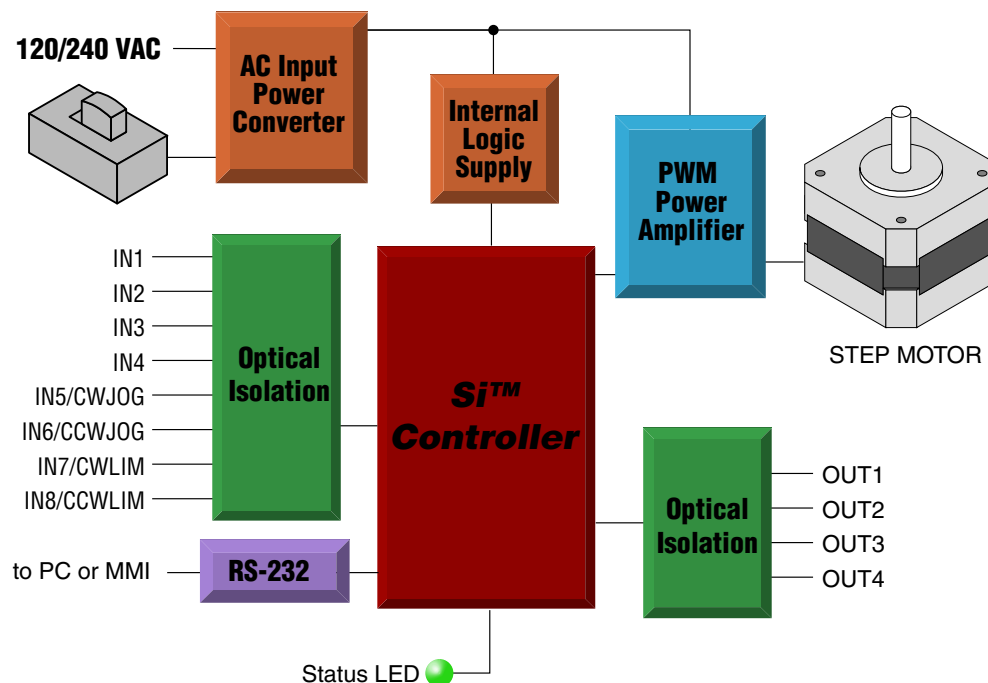 120/240 VAC
AC Input
Power
Converter
Internal
Logic
Supply
PWM
Power
Amplifier
STEP MOTOR
IN1
IN2
IN3
IN4
IN5/CWJOG
IN6/CCWJOG
IN7/CWLIM
IN8/CCWLIM
Optical
Isolation
Si™
Controller
Optical
Isolation
OUT1
OUT2
OUT3
OUT4
to PC or MMI
RS-232
Status LED